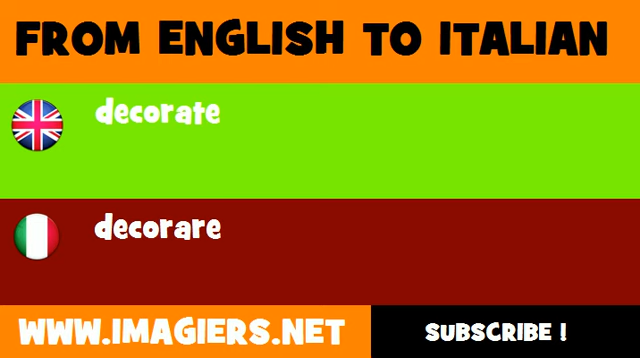 FROM ENGLISH TO ITALIAN
decorate
decorare
WWW.IMAGIERS.NET
SUBSCRIBE !